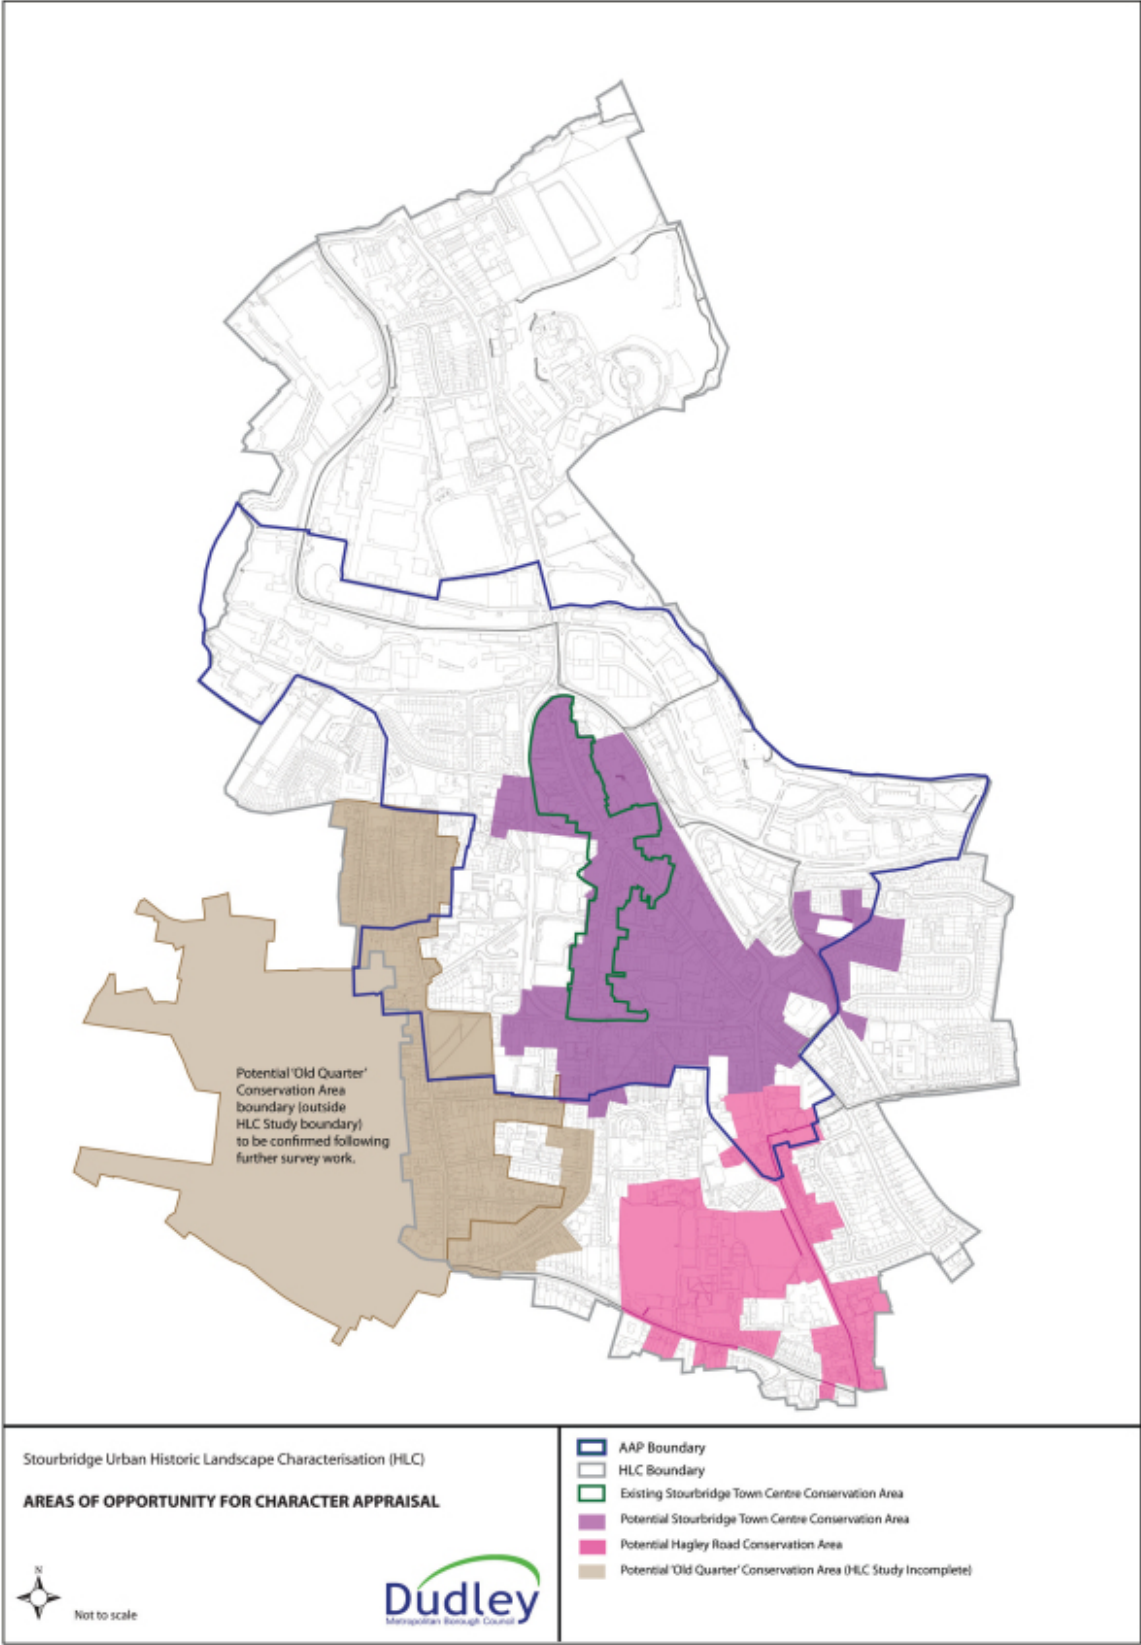 Potential 'Old Quarter'
Conservation Area
boundary (outside
HLC Study boundary)
to be confirmed following
further survey work.
Stourbridge Urban Historic Landscape Characterisation (HLC)
AREAS OF OPPORTUNITY FOR CHARACTER APPRAISAL
N
Not to scale
Dudley
Metropolitan Borough Council
AAP Boundary
HLC Boundary
Existing Stourbridge Town Centre Conservation Area
Potential Stourbridge Town Centre Conservation Area
Potential Hagley Road Conservation Area
Potential 'Old Quarter' Conservation Area (HLC Study Incomplete)